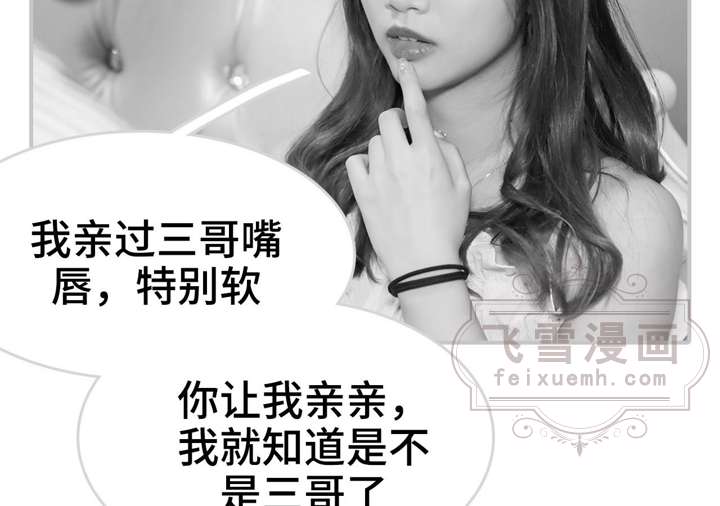 我亲过三哥嘴
唇，特别软
飞雪漫画
feixuemh.com
你让我亲亲，
我就知道是不
是三哥了